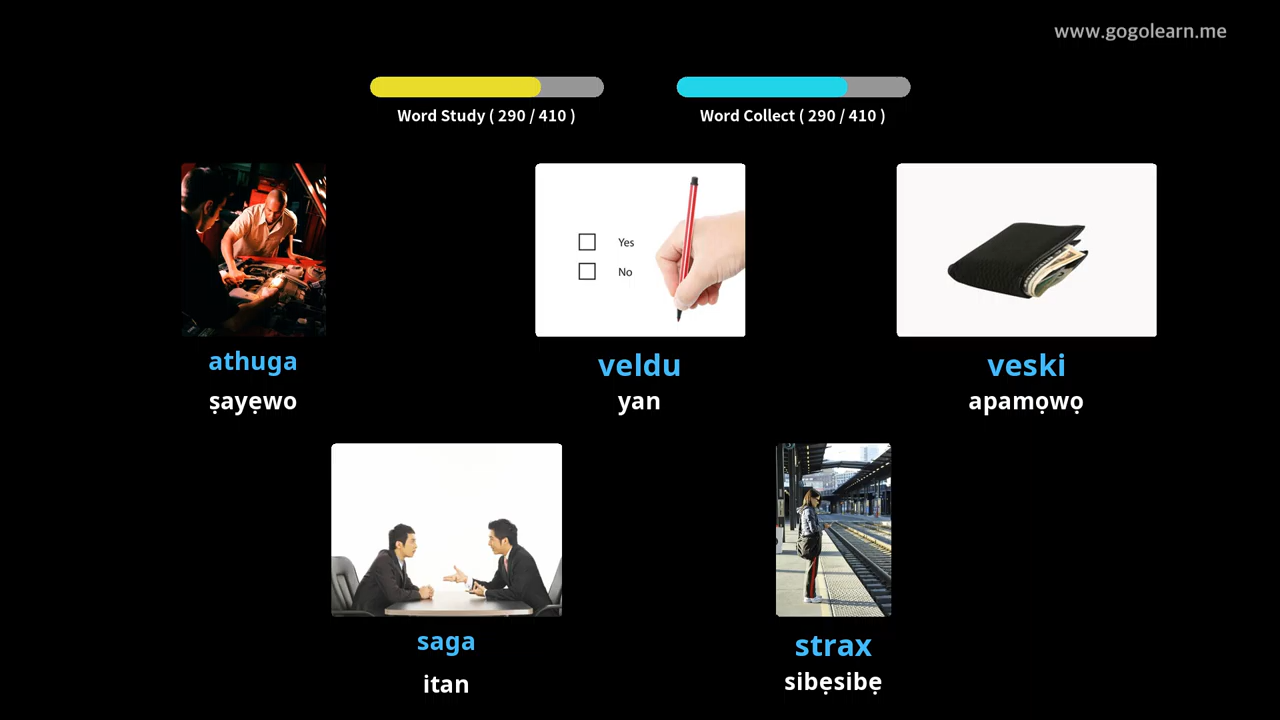 www.gogolearn.me
Word Study ( 290 / 410 )
Word Collect ( 290 / 410 )
Yes
No
athuga
ṣayẹwo
veldu
yan
veski
apamọwọ
saga
itan
strax
sibẹsibẹ